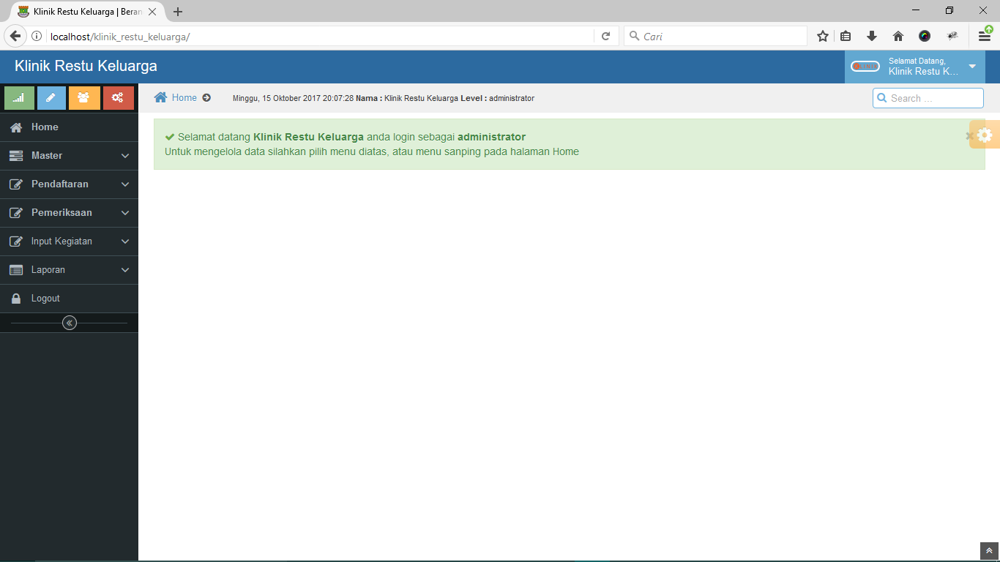 Klinik Restu Keluarga | Beran
localhost/klinik_restu_keluarga/
Cari
Klinik Restu Keluarga
Selamat Datang,
Klinik Restu K...
Home
Minggu, 15 Oktober 2017 20:07:28 Nama : Klinik Restu Keluarga Level : administrator
Search ...
Home
Master
Pendaftaran
Pemeriksaan
Input Kegiatan
Laporan
Logout
Selamat datang Klinik Restu Keluarga anda login sebagai administrator
Untuk mengelola data silahkan pilih menu diatas, atau menu sanping pada halaman Home